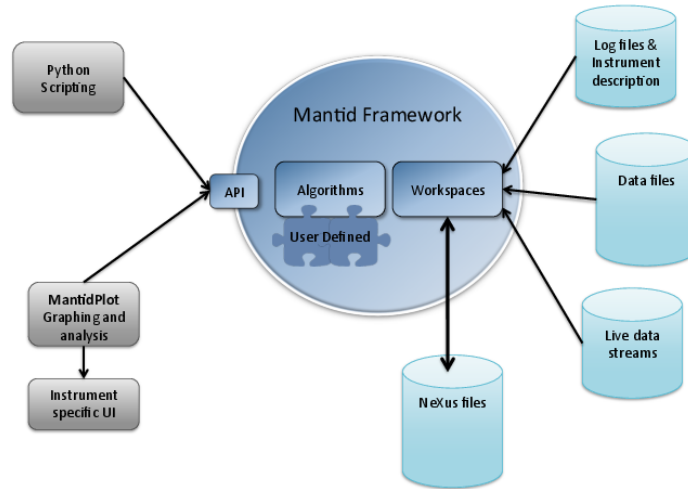 Python
Scripting
Mantid Framework
API
Algorithms
User Defined
Workspaces
Log files &
Instrument
description
Data files
Live data
streams
NeXus files
MantidPlot
Graphing and
analysis
Instrument
specific UI